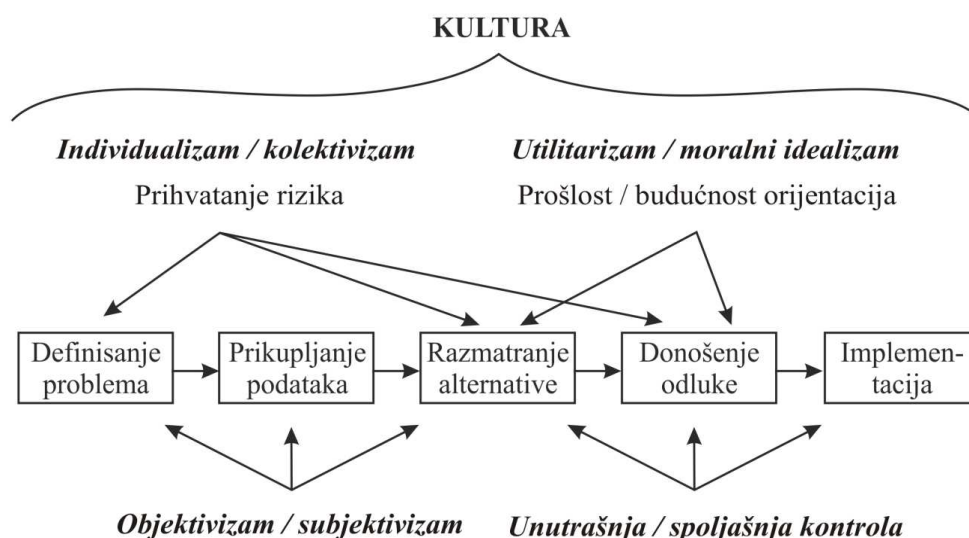 KULTURA
Individualizam / kolektivizam
Prihvatanje rizika
Utilitarizam / moralni idealizam
Prošlost / budućnost orijentacija
Definisanje
problema
Prikupljanje
podataka
Razmatranje
alternative
Donošenje
odluke
Implemen-
tacija
Objektivizam / subjektivizam
Unutrašnja / spoljašnja kontrola